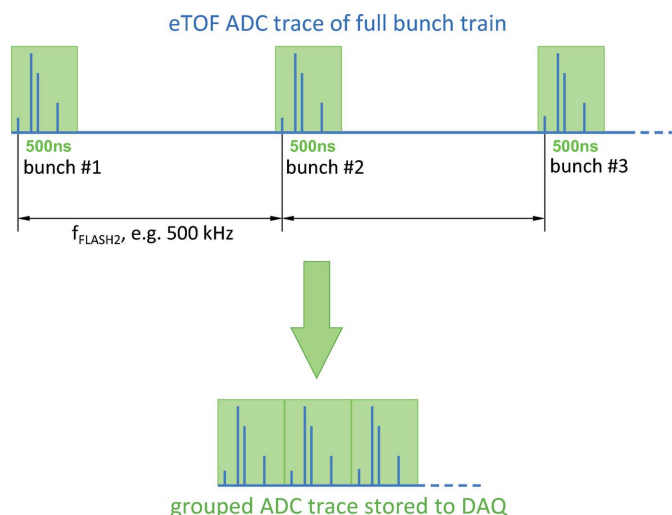 eTOF ADC trace of full bunch train
500ns 500ns 500ns
bunch #1 bunch #2 bunch #3
fFLASH2, e.g. 500 kHz
grouped ADC trace stored to DAQ